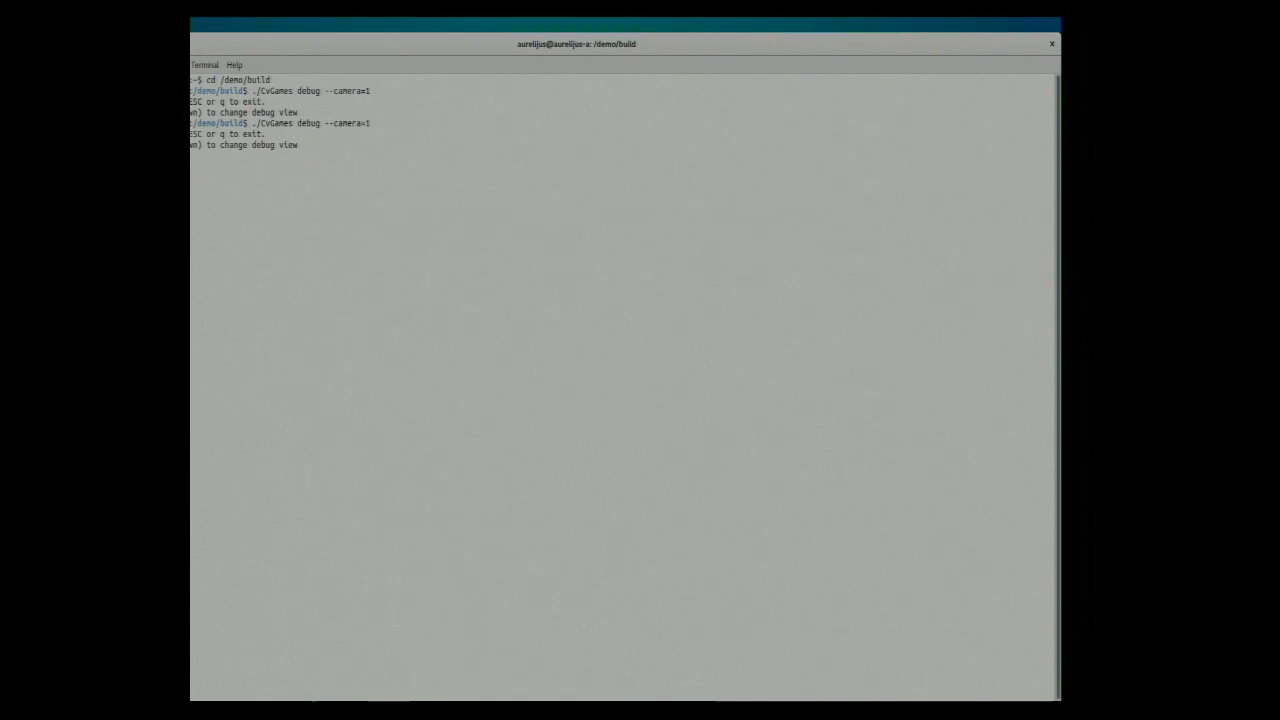 aurelijus@aurelijus-a: /demo/build ×
Terminal Help
:~$ cd /demo/build
:/demo/build$ ./CvGames debug --camera=1
ESC or q to exit.
wn) to change debug view
:/demo/build$ ./CvGames debug --camera=1
ESC or q to exit.
wn) to change debug view